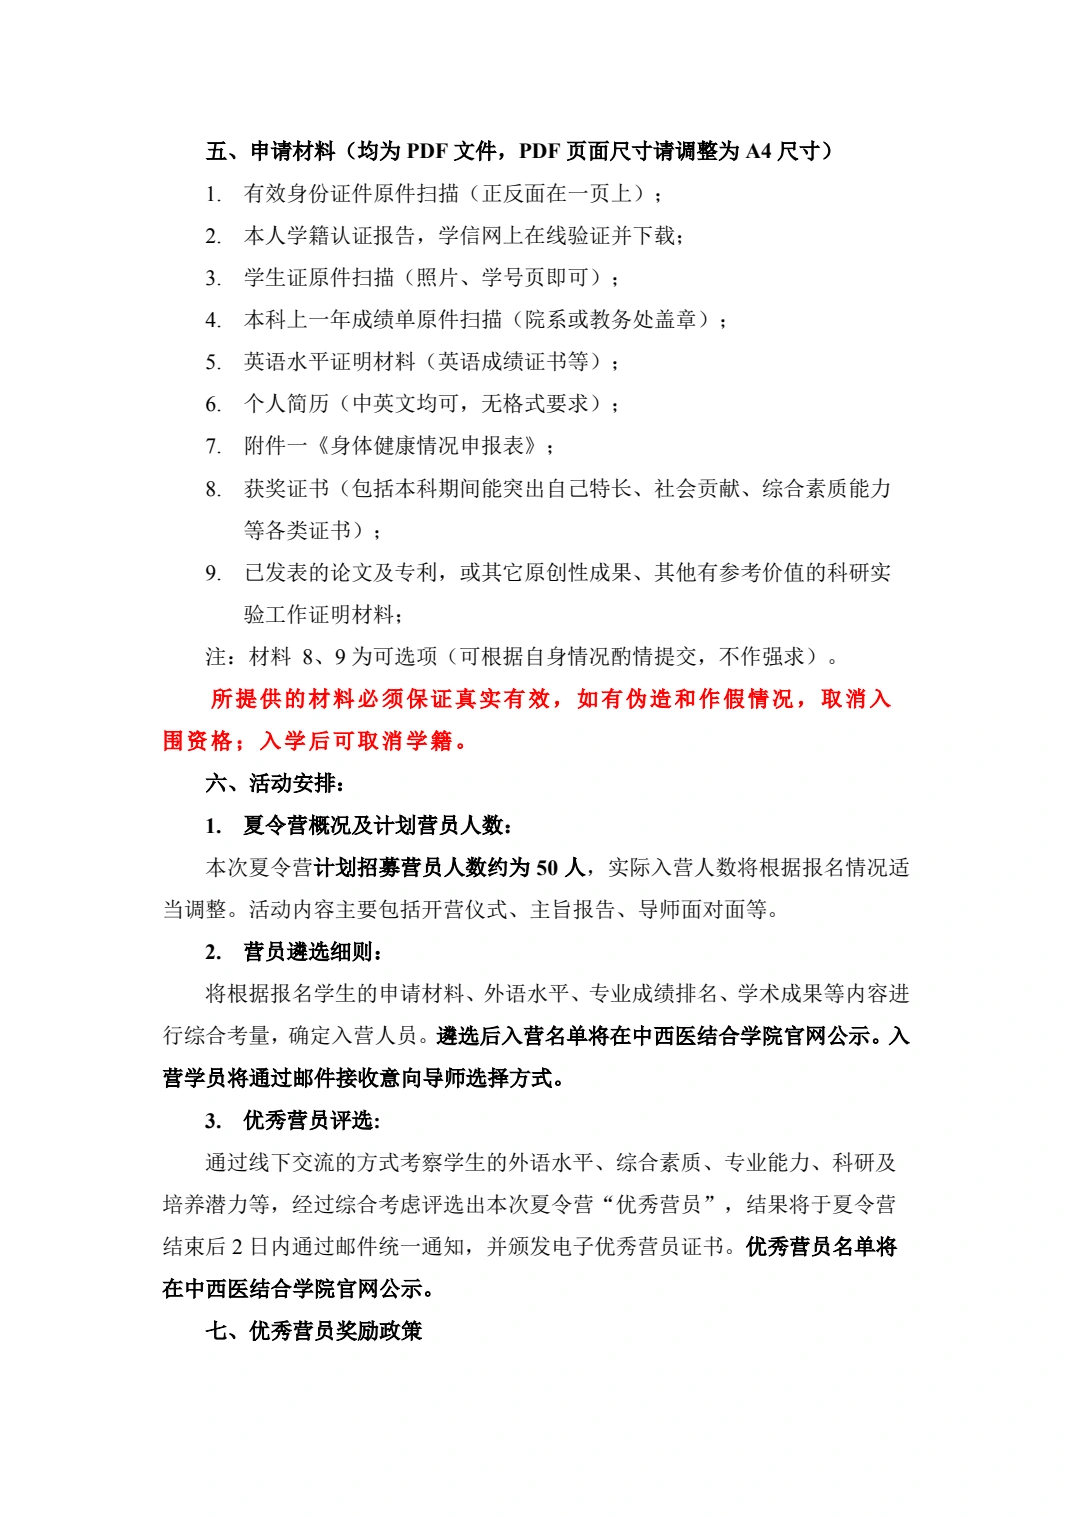 五、申请材料（均为 PDF 文件，PDF 页面尺寸请调整为 A4 尺寸）
1. 有效身份证件原件扫描（正反面在一页上）；
2. 本人学籍认证报告，学信网上在线验证并下载；
3. 学生证原件扫描（照片、学号页即可）；
4. 本科上一年成绩单原件扫描（院系或教务处盖章）；
5. 英语水平证明材料（英语成绩证书等）；
6. 个人简历（中英文均可，无格式要求）；
7. 附件一《身体健康情况申报表》；
8. 获奖证书（包括本科期间能突出自己特长、社会贡献、综合素质能力
等各类证书）；
9. 已发表的论文及专利，或其它原创性成果、其他有参考价值的科研实
验工作证明材料；
注：材料 8、9 为可选项（可根据自身情况酌情提交，不作强求）。
所提供的材料必须保证真实有效，如有伪造和作假情况，取消入
围资格；入学后可取消学籍。
六、活动安排：
1. 夏令营概况及计划营员人数：
本次夏令营计划招募营员人数约为 50 人，实际入营人数将根据报名情况适
当调整。活动内容主要包括开营仪式、主旨报告、导师面对面等。
2. 营员遴选细则：
将根据报名学生的申请材料、外语水平、专业成绩排名、学术成果等内容进
行综合考量，确定入营人员。遴选后入营名单将在中西医结合学院官网公示。入
营学员将通过邮件接收意向导师选择方式。
3. 优秀营员评选:
通过线下交流的方式考察学生的外语水平、综合素质、专业能力、科研及
培养潜力等，经过综合考虑评选出本次夏令营“优秀营员”，结果将于夏令营
结束后 2 日内通过邮件统一通知，并颁发电子优秀营员证书。优秀营员名单将
在中西医结合学院官网公示。
七、优秀营员奖励政策